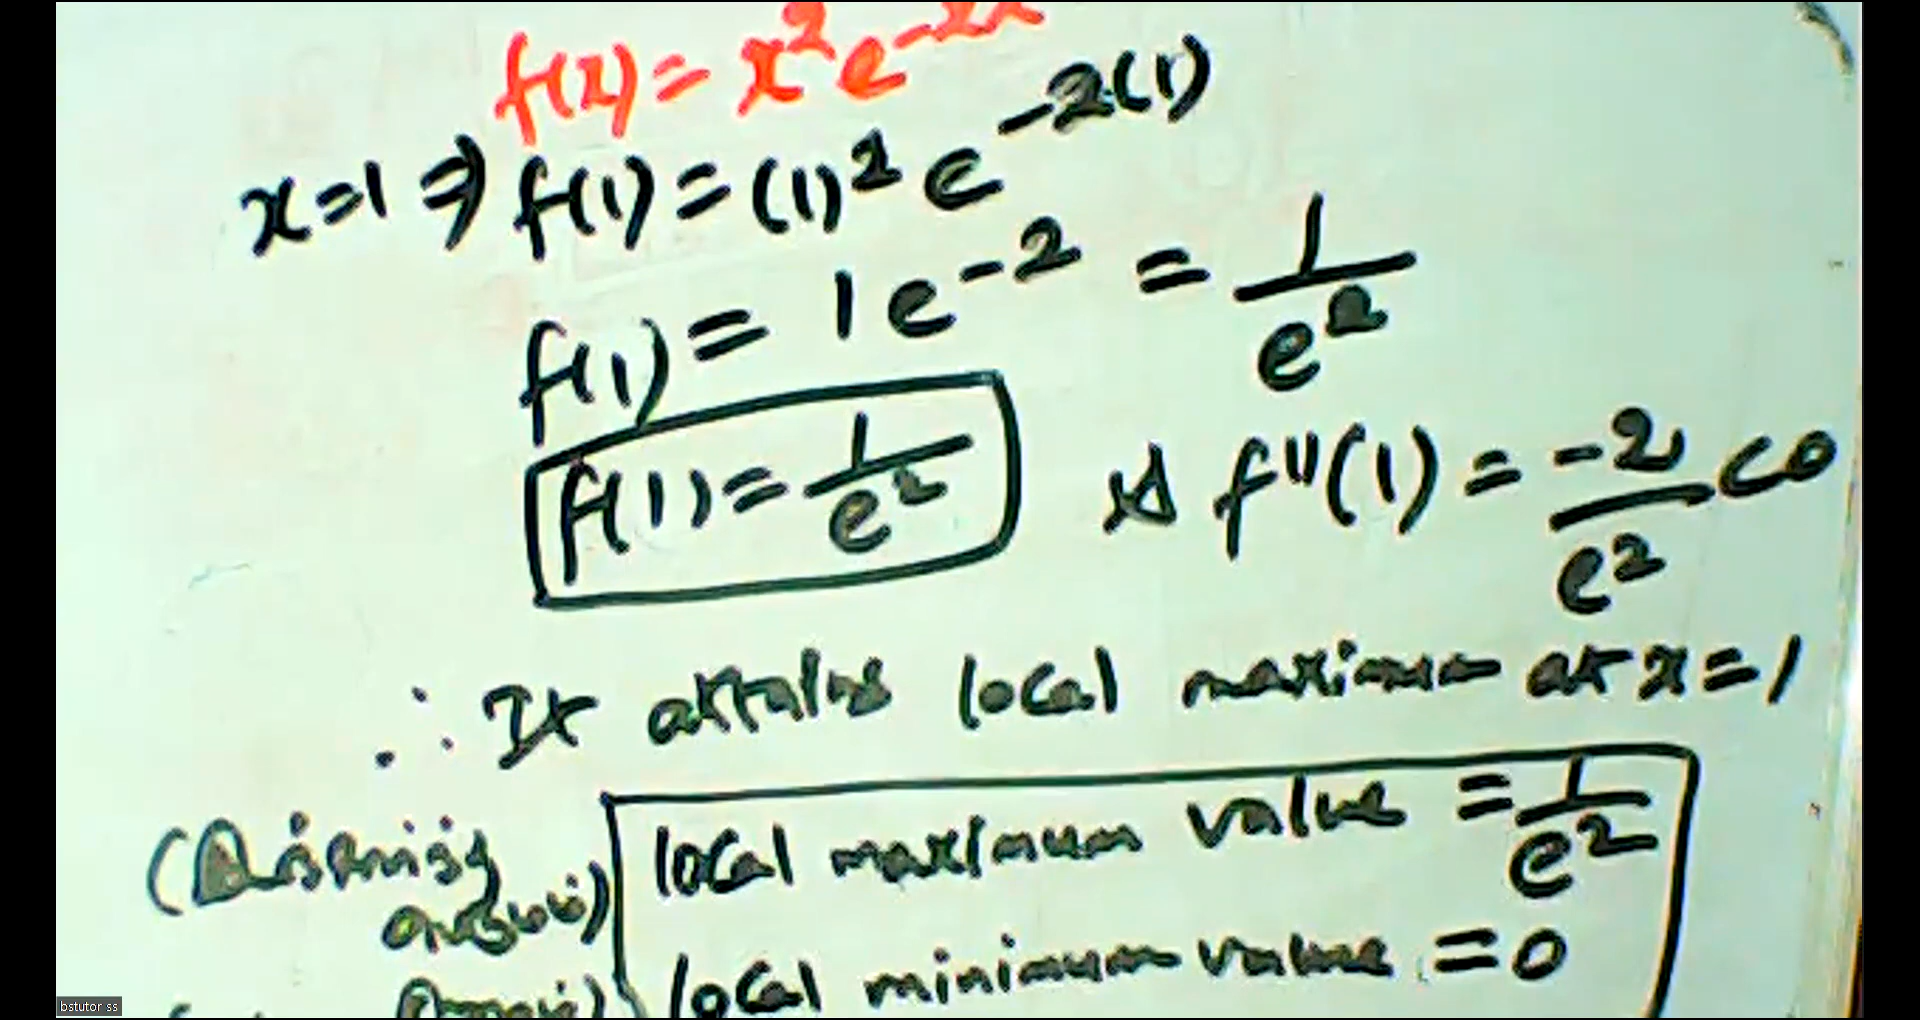 f(x) = x²e⁻²ˣ
x=1 ⇒ f(1) = (1)² e⁻²⁽¹⁾
f(1) = 1e⁻² = 1/e²
f(1) = 1/e² f''(1) = -2/e² <0
∴ It attains local maximum at x=1
local maximum value = 1/e²
local minimum value = 0
bstutor ss